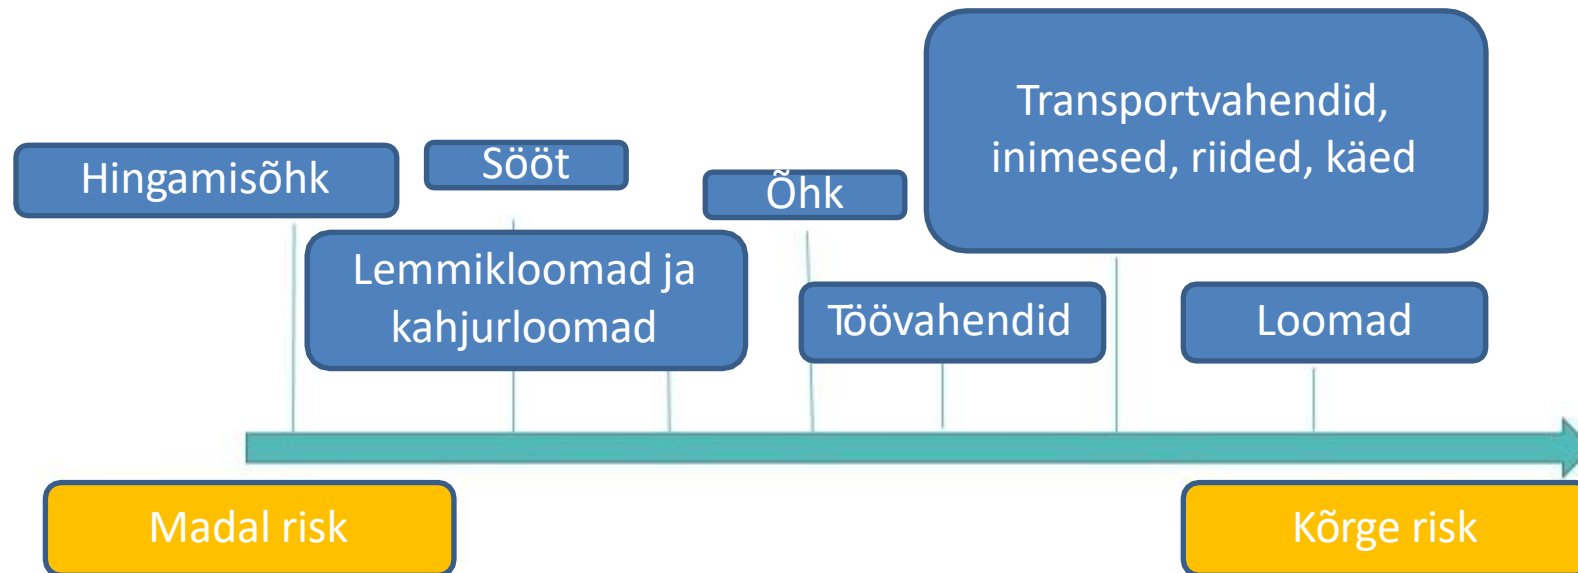 Hingamisõhk
Sööt
Lemmikloomad ja
kahjurloomad
Õhk
Töövahendid
Transportvahendid,
inimesed, riided, käed
Loomad
Madal risk
Kõrge risk